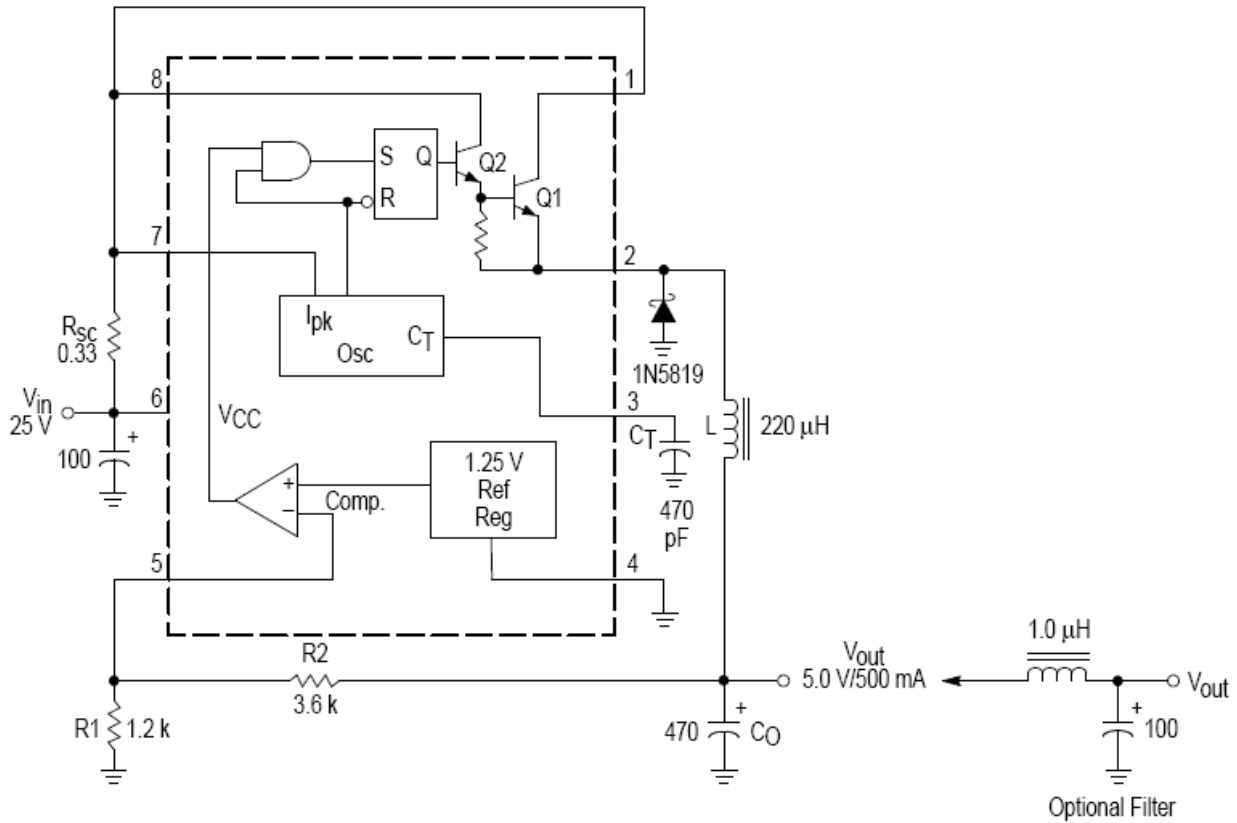 8
1
S
Q
Q2
R
Q1
7
2
Ipk
CT
Osc
Rsc
0.33
1N5819
Vin
25 V
6
VCC
3
CT
L
220 µH
100
+
1.25 V
Ref
Reg
+
−
Comp.
470
pF
5
4
R2
3.6 k
Vout
5.0 V/500 mA
1.0 µH
Vout
R1
1.2 k
470
+
CO
+
100
Optional Filter